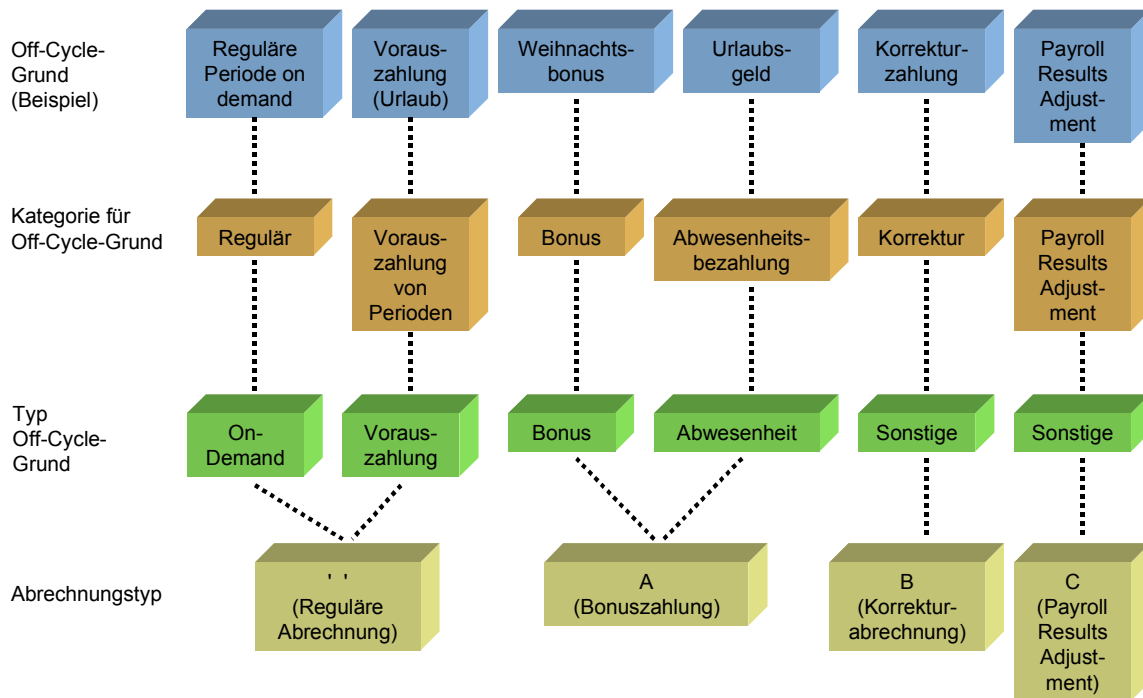 Off-Cycle-
Grund
(Beispiel)
Reguläre
Periode on
demand
Voraus-
zahlung
(Urlaub)
Weihnachts-
bonus
Urlaubs-
geld
Korrektur-
zahlung
Payroll
Results
Adjust-
ment
Kategorie für
Off-Cycle-Grund
Regulär
Voraus-
zahlung
von
Perioden
Bonus
Abwesenheits-
bezahlung
Korrektur
Payroll
Results
Adjust-
ment
Typ
Off-Cycle-
Grund
On-
Demand
Voraus-
zahlung
Bonus
Abwesenheit
Sonstige
Sonstige
Abrechnungstyp
' '
(Reguläre
Abrechnung)
A
(Bonuszahlung)
B
(Korrektur-
abrechnung)
C
(Payroll
Results
Adjust-
ment)